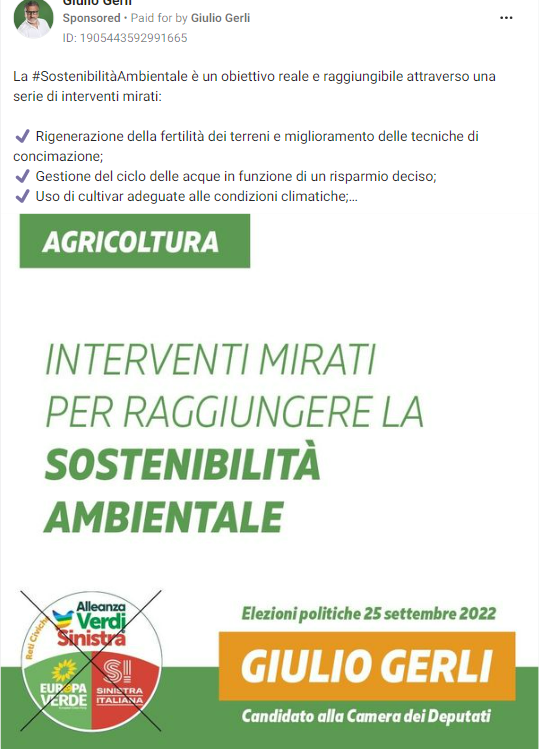 Giulio Gerli
Sponsored • Paid for by Giulio Gerli
ID: 1905443592991665
La #SostenibilitàAmbientale è un obiettivo reale e raggiungibile attraverso una
serie di interventi mirati:
✔ Rigenerazione della fertilità dei terreni e miglioramento delle tecniche di
concimazione;
✔ Gestione del ciclo delle acque in funzione di un risparmio deciso;
✔ Uso di cultivar adeguate alle condizioni climatiche;...
AGRICOLTURA
INTERVENTI MIRATI
PER RAGGIUNGERE LA
SOSTENIBILITÀ
AMBIENTALE
Reti Civiche
Alleanza
Verdi
Sinistra
EUROPA
VERDE
SI
SINISTRA
ITALIANA
Elezioni politiche 25 settembre 2022
GIULIO GERLI
Candidato alla Camera dei Deputati